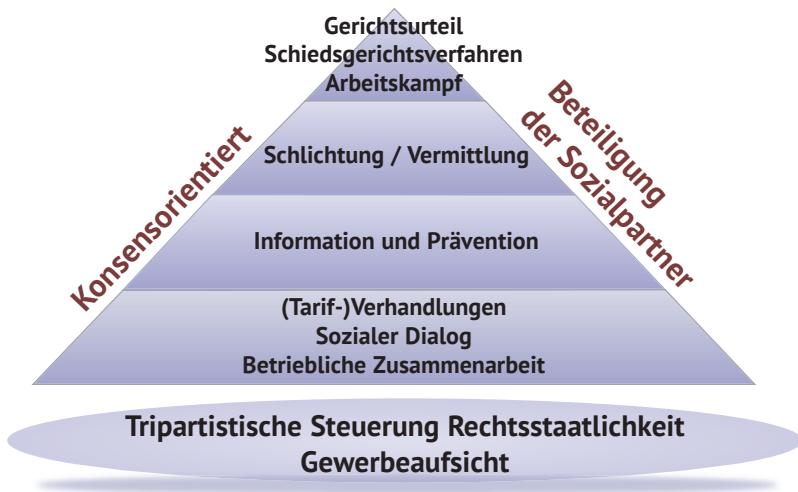 Gerichtsurteil
Schiedsgerichtsverfahren
Arbeitskampf
Schlichtung / Vermittlung
Information und Prävention
(Tarif-)Verhandlungen
Sozialer Dialog
Betriebliche Zusammenarbeit
Konsensorientiert
Beteiligung
der Sozialpartner
Tripartistische Steuerung Rechtsstaatlichkeit
Gewerbeaufsicht